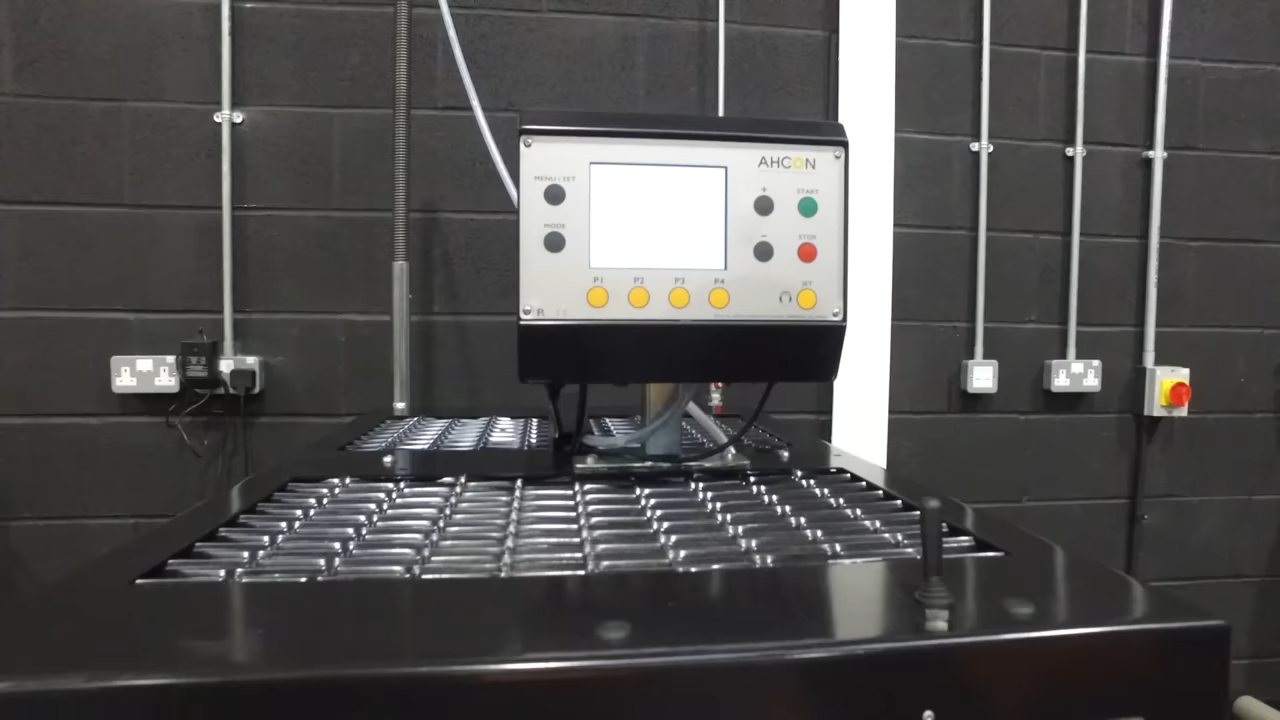 AHCON
MENU / SET
+
START
MODE
-
STOP
P1 P2 P3 P4
JET